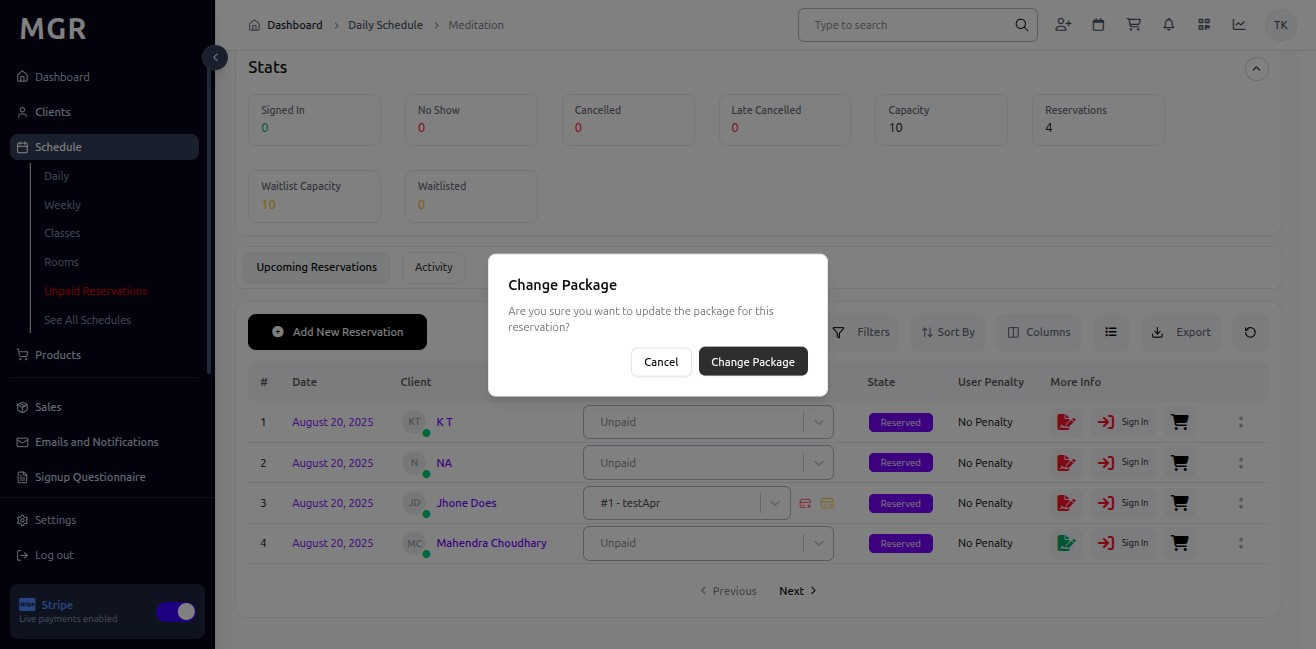 MGR
Dashboard
Clients
Schedule
Daily
Weekly
Classes
Rooms
Unpaid Reservations
See All Schedules
Products
Sales
Emails and Notifications
Signup Questionnaire
Settings
Log out
Stripe
Live payments enabled
Dashboard > Daily Schedule > Meditation
Type to search
TK
Stats
Signed In
0
No Show
0
Cancelled
0
Late Cancelled
0
Capacity
10
Reservations
4
Waitlist Capacity
10
Waitlisted
0
Upcoming Reservations
Activity
Change Package
Are you sure you want to update the package for this
reservation?
Cancel
Change Package
Add New Reservation
Filters
Sort By
Columns
Export
# Date Client State User Penalty More Info
1 August 20, 2025 KT K T Unpaid Reserved No Penalty Sign In
2 August 20, 2025 N NA Unpaid Reserved No Penalty Sign In
3 August 20, 2025 JD Jhone Does #1 - testApr Reserved No Penalty Sign In
4 August 20, 2025 MC Mahendra Choudhary Unpaid Reserved No Penalty Sign In
Previous Next